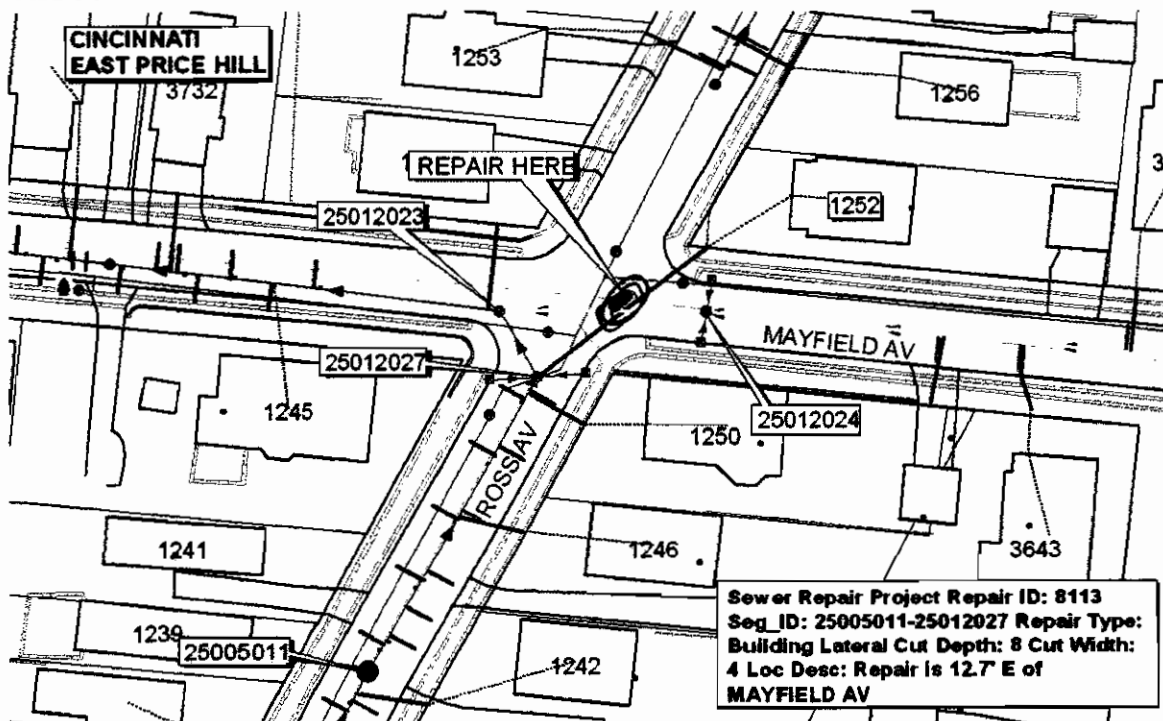 CINCINNATI
EAST PRICE HILL
3732
1253
1256
REPAIR HERE
25012023
1252
MAYFIELD AV
25012027
1245
25012024
1250
ROSS AV
1241
1246
3643
1239
25005011
1242
Sewer Repair Project Repair ID: 8113
Seg_ID: 25005011-25012027 Repair Type:
Building Lateral Cut Depth: 8 Cut Width:
4 Loc Desc: Repair is 12.7' E of
MAYFIELD AV